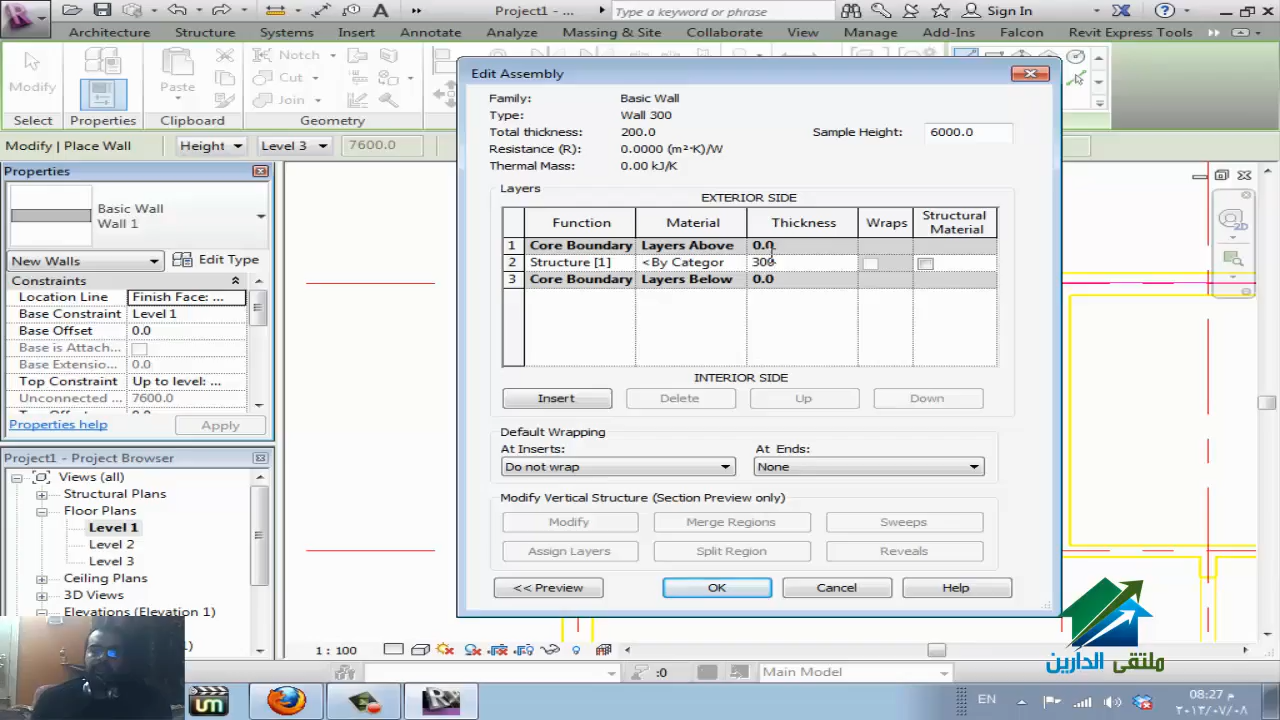 Project1 - ...
Type a keyword or phrase
Sign In
Architecture
Structure
Systems
Insert
Annotate
Analyze
Massing & Site
Collaborate
View
Manage
Add-Ins
Falcon
Revit Express Tools
Modify
Paste
Notch
Cut
Join
Select
Properties
Clipboard
Geometry
Modify | Place Wall
Height
Level 3
7600.0
Properties
Basic Wall
Wall 1
New Walls
Edit Type
Constraints
Location Line Finish Face: ...
Base Constraint Level 1
Base Offset 0.0
Base is Attach...
Base Extensio... 0.0
Top Constraint Up to level: ...
Unconnected ... 7600.0
Properties help
Apply
Project1 - Project Browser
Views (all)
Structural Plans
Floor Plans
Level 1
Level 2
Level 3
Ceiling Plans
3D Views
Elevations (Elevation 1)
Edit Assembly
Family: Basic Wall
Type: Wall 300
Total thickness: 200.0
Sample Height: 6000.0
Resistance (R): 0.0000 (m²·K)/W
Thermal Mass: 0.00 kJ/K
Layers
EXTERIOR SIDE
Function Material Thickness Wraps Structural Material
1 Core Boundary Layers Above 0.0
2 Structure [1] <By Categor 300
3 Core Boundary Layers Below 0.0
INTERIOR SIDE
Insert
Delete
Up
Down
Default Wrapping
At Inserts:
At Ends:
Do not wrap
None
Modify Vertical Structure (Section Preview only)
Modify
Merge Regions
Sweeps
Assign Layers
Split Region
Reveals
<< Preview
OK
Cancel
Help
1 : 100
:0
Main Model
ملتقى الدارين
EN
08:27 م
٢٠١٣/٠٧/٠٨